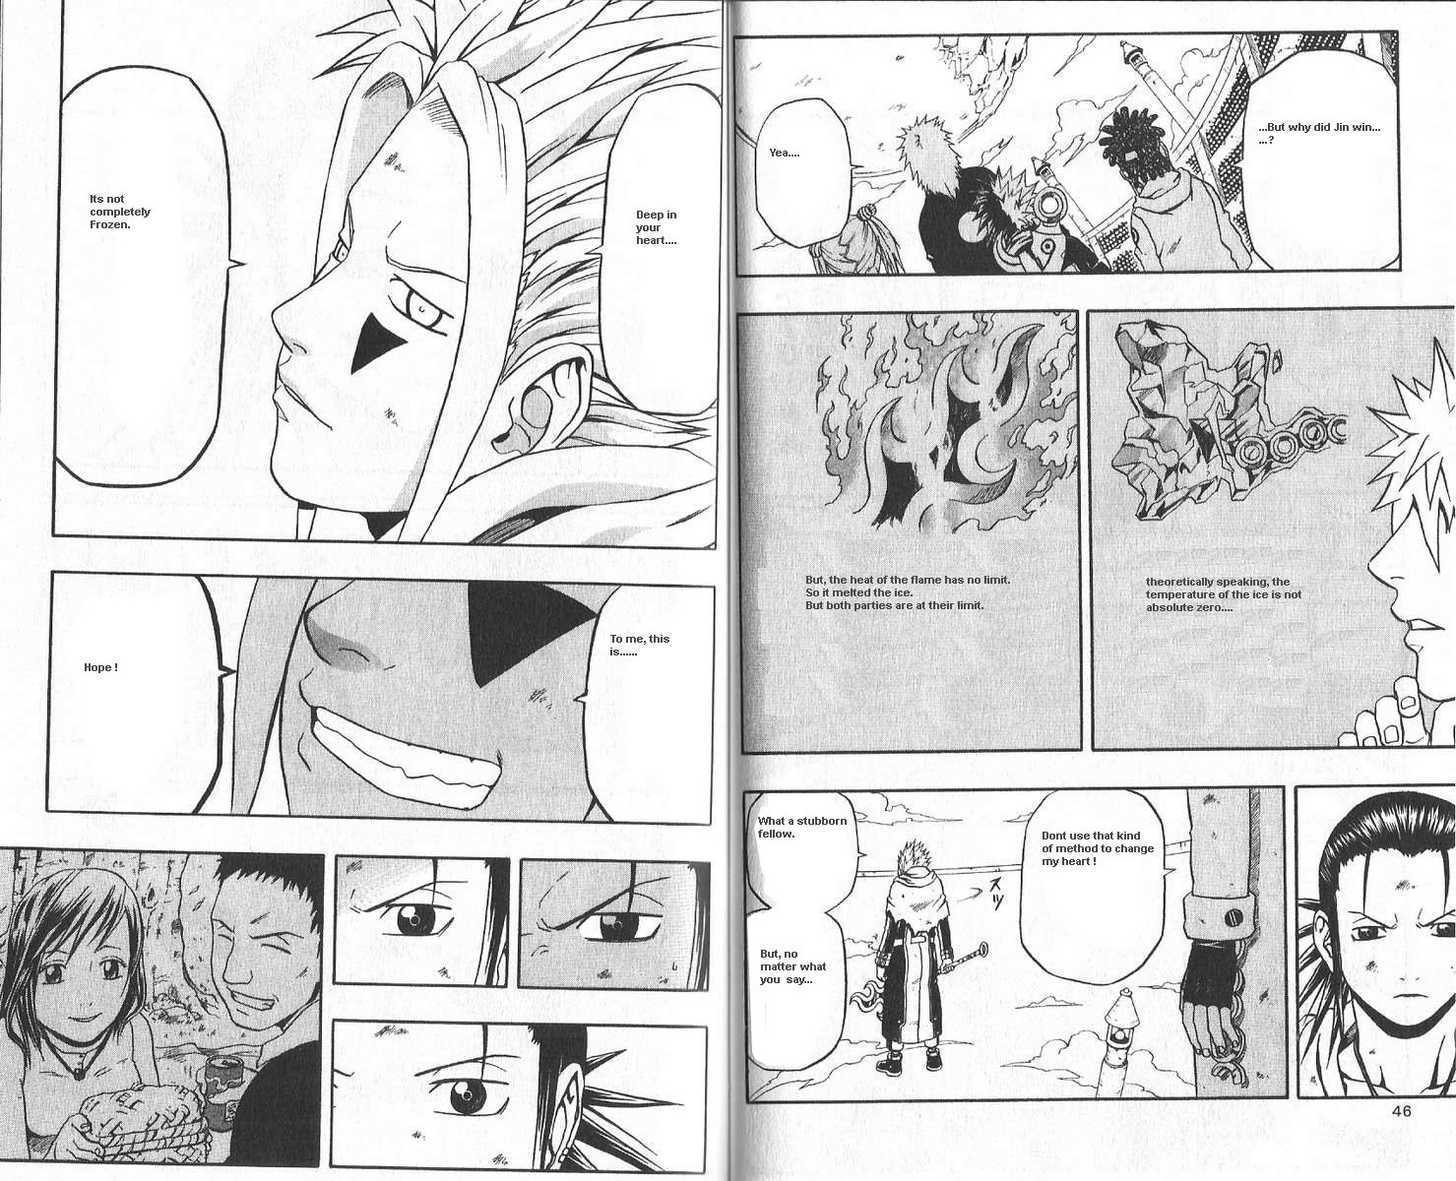 ...But why did Jin win...
...?
Yea....
theoretically speaking, the
temperature of the ice is not
absolute zero....
But, the heat of the flame has no limit.
So it melted the ice.
But both parties are at their limit.
Dont use that kind
of method to change
my heart !
ズッ
What a stubborn
fellow.
But, no
matter what
you say...
46
Deep in
your
heart....
Its not
completely
Frozen.
To me, this
is......
Hope !